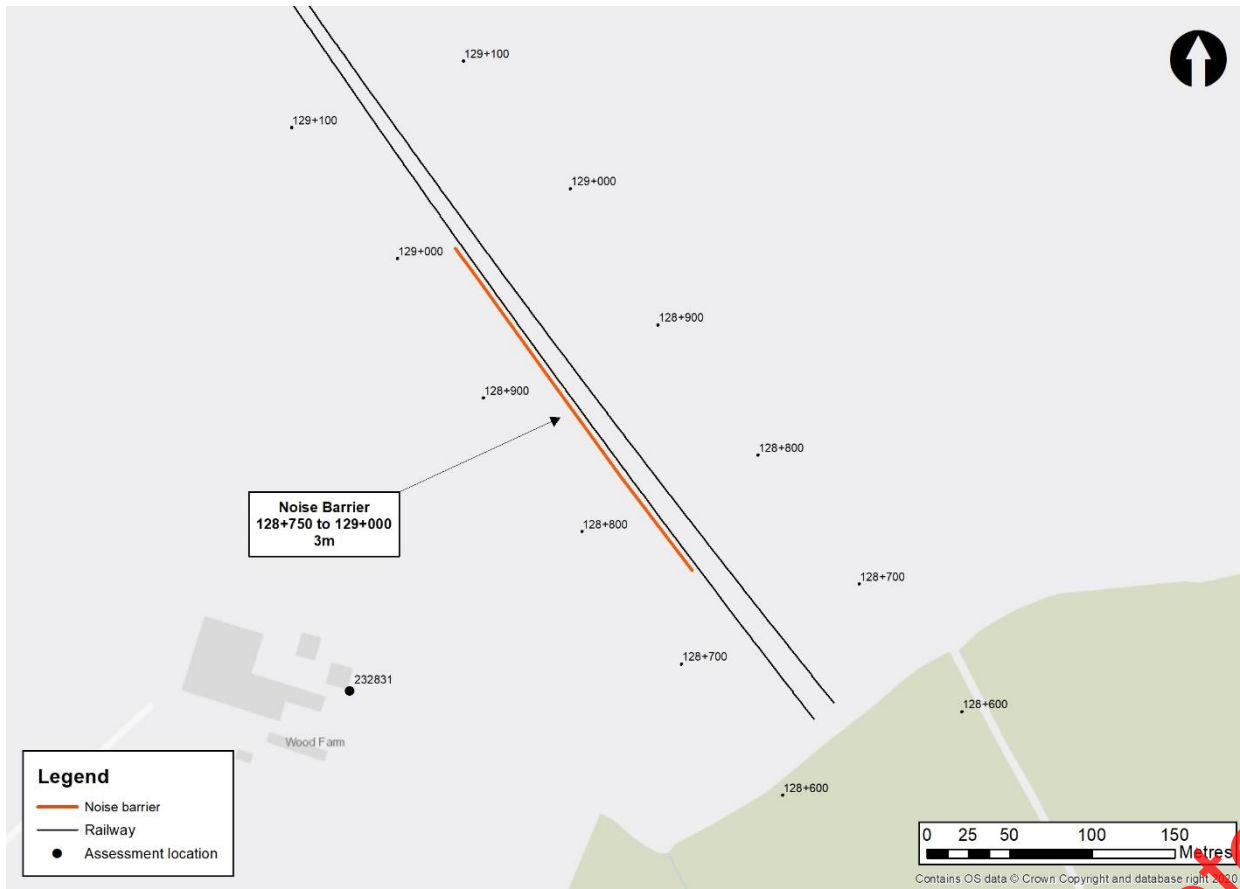 129+100
129+100
129+000
129+000
128+900
128+900
Noise Barrier
128+750 to 129+000
3m
128+800
128+800
128+700
128+700
232831
128+600
Wood Farm
128+600
Legend
Noise barrier
Railway
Assessment location
0 25 50 100 150
Metres
Contains OS data © Crown Copyright and database right 2020